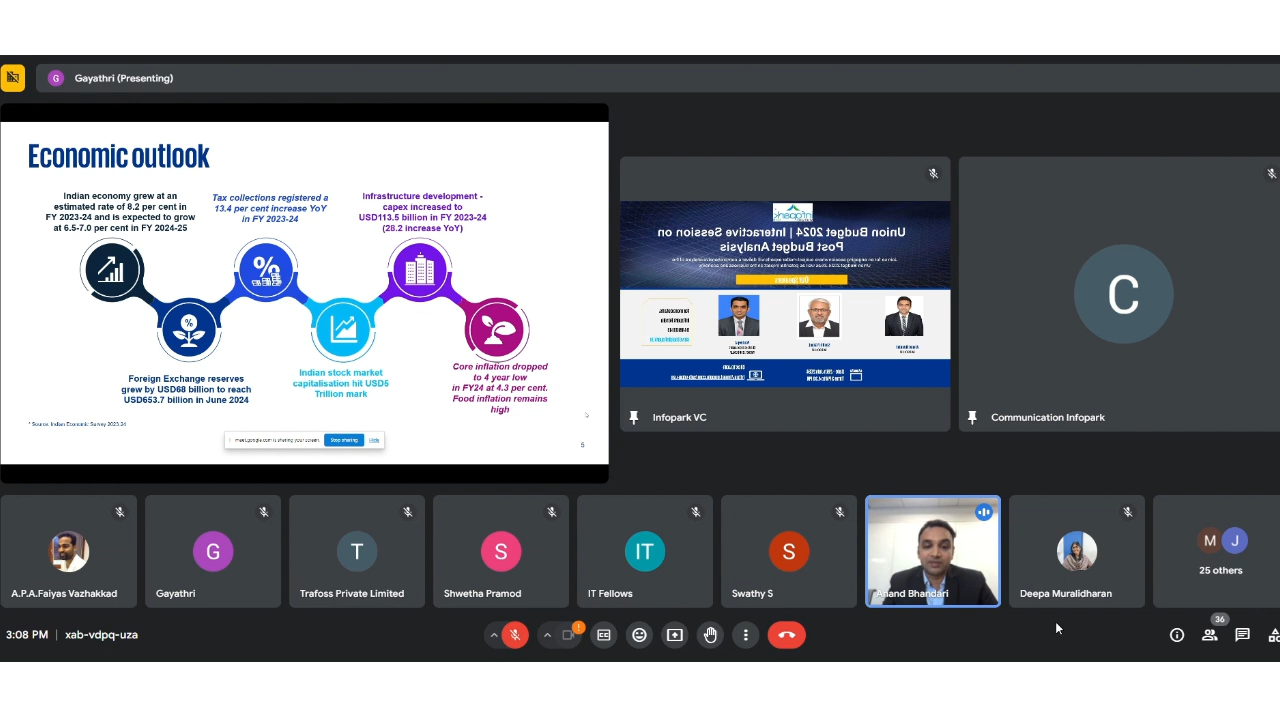 G Gayathri (Presenting)
Economic outlook
Indian economy grew at an
estimated rate of 8.2 per cent in
FY 2023-24 and is expected to grow
at 6.5-7.0 per cent in FY 2024-25
Tax collections registered a
13.4 per cent increase YoY
in FY 2023-24
Infrastructure development -
capex increased to
USD113.5 billion in FY 2023-24
(28.2 increase YoY)
%
%
Foreign Exchange reserves
grew by USD68 billion to reach
USD653.7 billion in June 2024
Indian stock market
capitalisation hit USD5
Trillion mark
Core inflation dropped
to 4 year low
in FY24 at 4.3 per cent.
Food inflation remains
high
* Source: Indian Economic Survey 2023-24
meet.google.com is sharing your screen.
Stop sharing
Hide
5
infopark
Union Budget 2024 | Interactive Session on
Post Budget Analysis
Infopark VC
C
Communication Infopark
A.P.A.Faiyas Vazhakkad
G
Gayathri
T
Trafoss Private Limited
S
Shwetha Pramod
IT
IT Fellows
S
Swathy S
Anand Bhandari
Deepa Muralidharan
M J
25 others
3:08 PM | xab-vdpq-uza
!
36